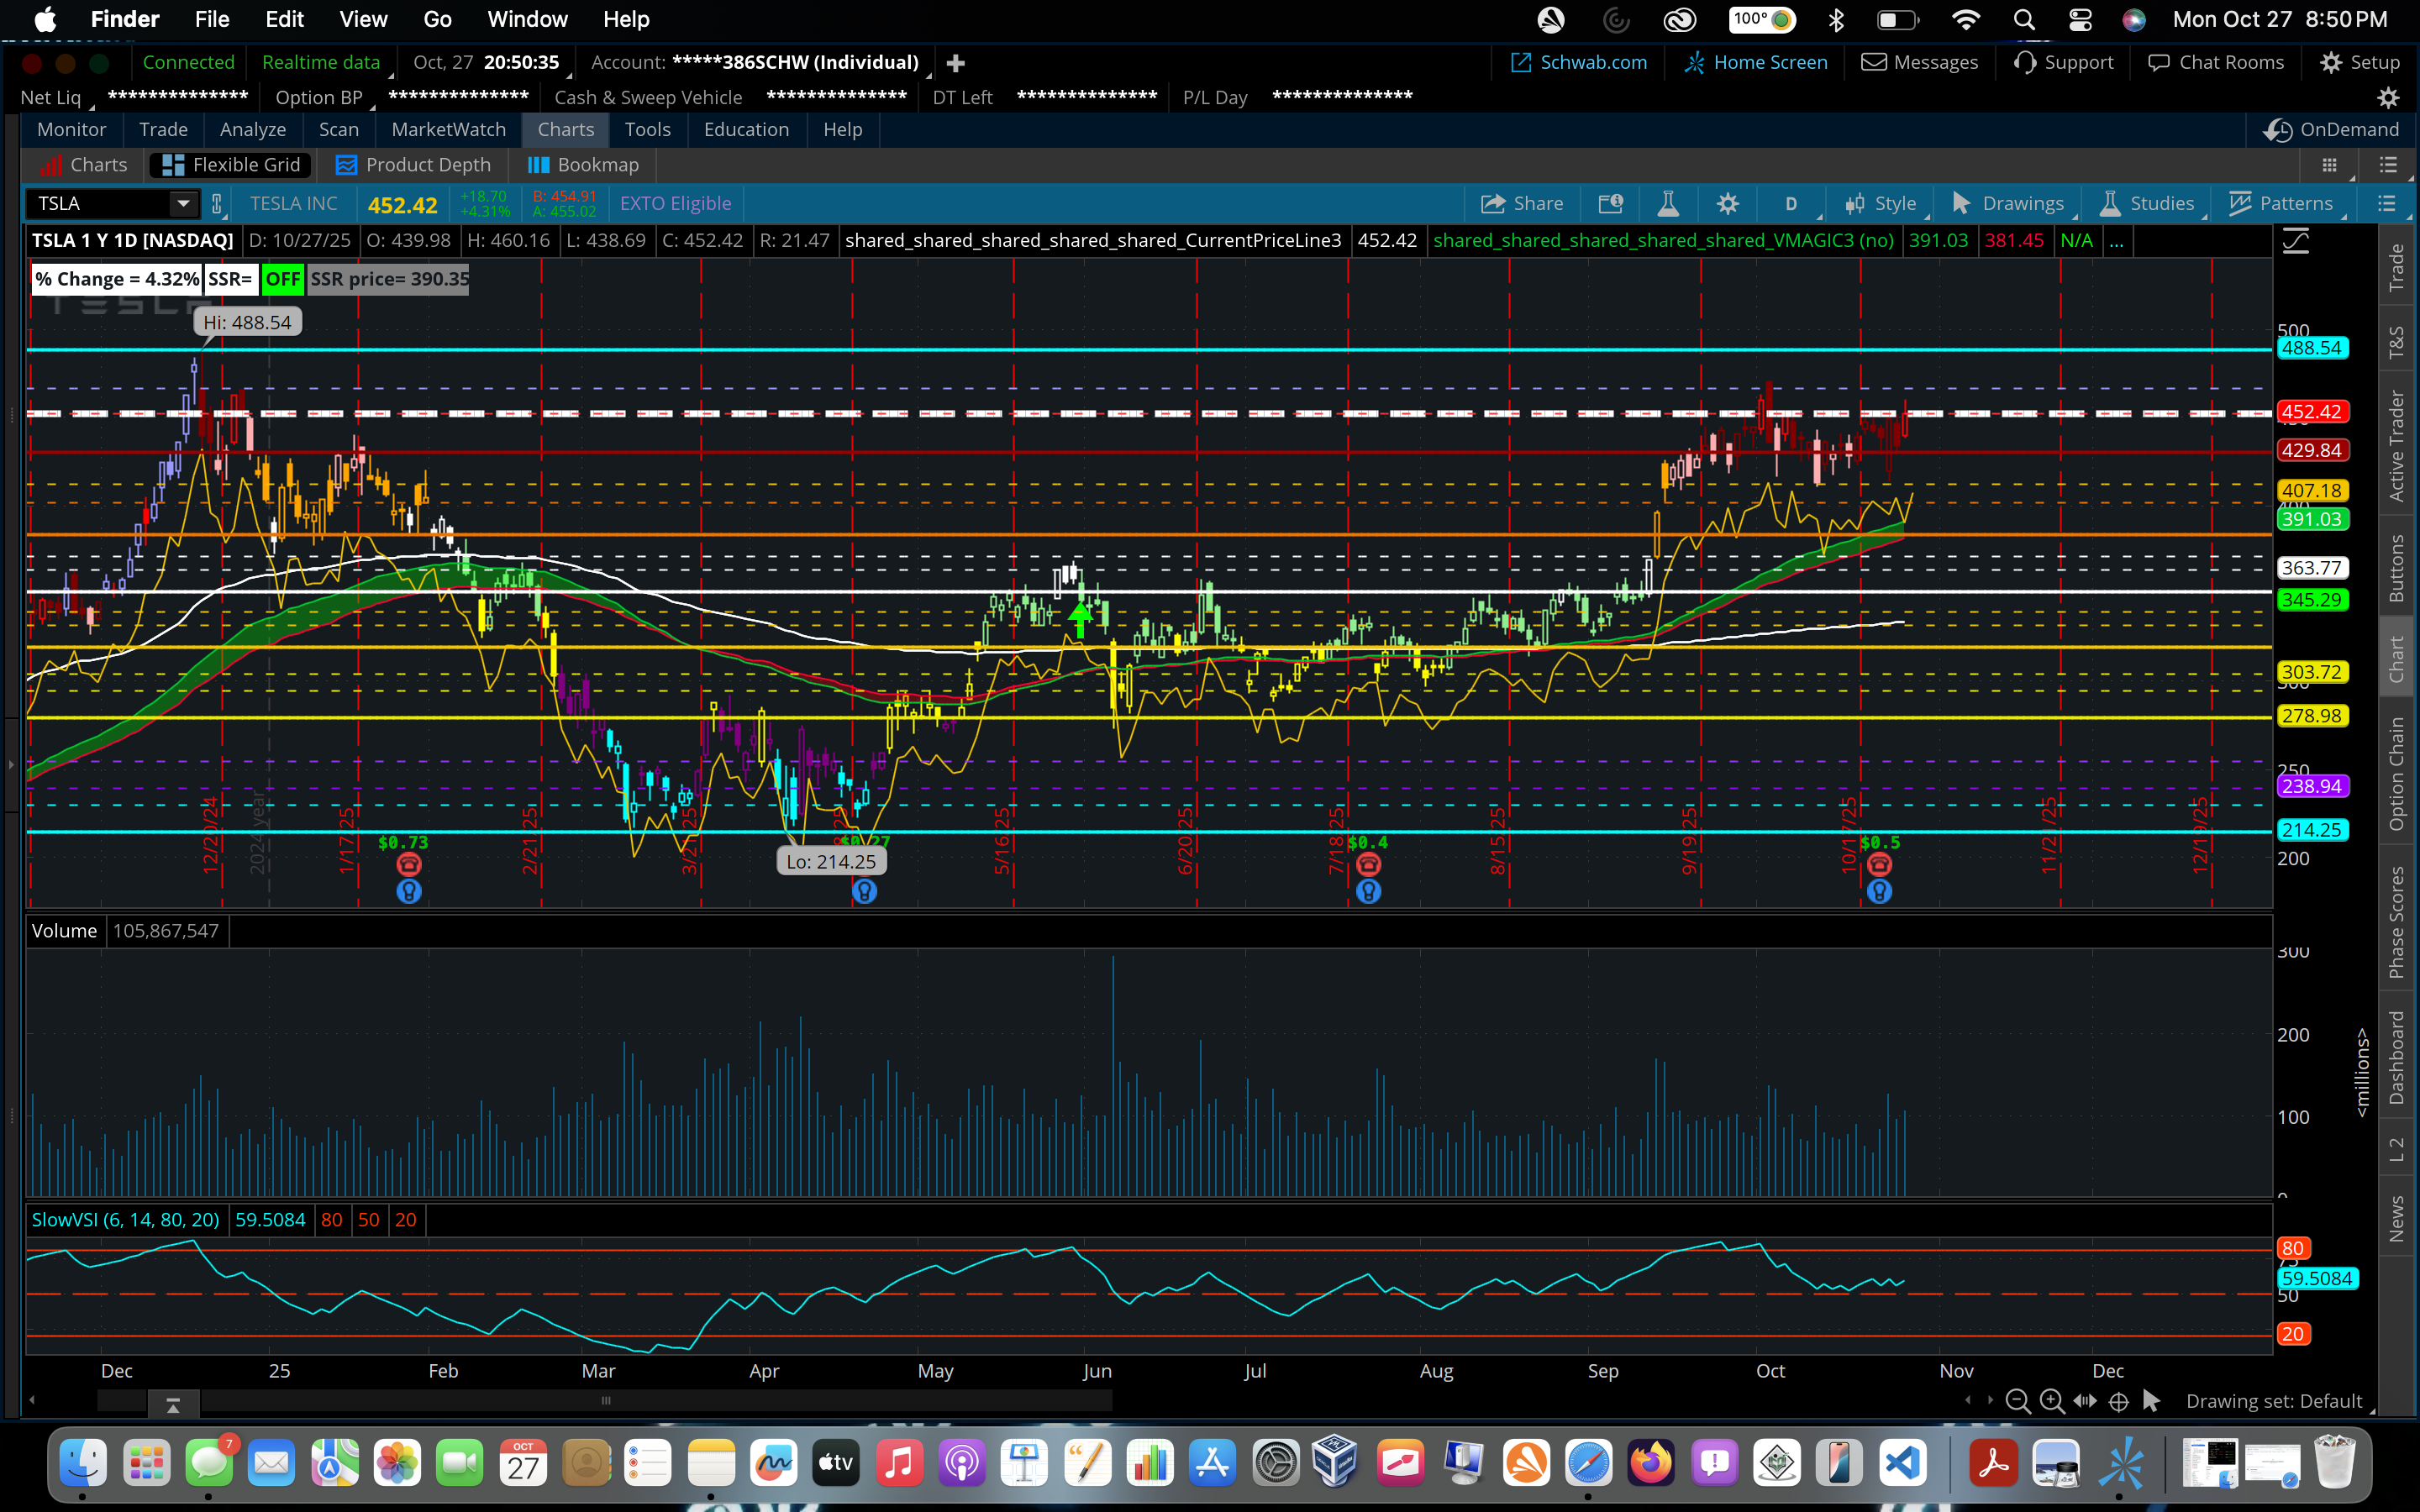 Finder File Edit View Go Window Help 100° Mon Oct 27 8:50 PM
Connected Realtime data Oct, 27 20:50:35 Account: *****386SCHW (Individual) Schwab.com Home Screen Messages Support Chat Rooms Setup
Net Liq ************** Option BP ************** Cash & Sweep Vehicle ************** DT Left ************** P/L Day **************
Monitor Trade Analyze Scan MarketWatch Charts Tools Education Help OnDemand
Charts Flexible Grid Product Depth Bookmap
TSLA TESLA INC 452.42 +18.70 +4.31% B: 454.91 A: 455.02 EXTO Eligible Share D Style Drawings Studies Patterns
TSLA 1 Y 1D [NASDAQ] D: 10/27/25 O: 439.98 H: 460.16 L: 438.69 C: 452.42 R: 21.47 shared_shared_shared_shared_shared_CurrentPriceLine3 452.42 shared_shared_shared_shared_shared_VMAGIC3 (no) 391.03 381.45 N/A ...
% Change = 4.32% SSR= OFF SSR price= 390.35
TESLA
Hi: 488.54
500
488.54
452.42
429.84
407.18
391.03
363.77
345.29
303.72
278.98
250
238.94
214.25
200
12/20/24 2024 year 1/17/25 2/21/25 3/21/25 5/16/25 6/20/25 7/18/25 8/15/25 9/19/25 10/17/25 11/21/25 12/19/25
$0.73 $0.4 $0.5
Lo: 214.25
Trade
T&S
Active Trader
Buttons
Chart
Option Chain
Phase Scores
Dashboard
L 2
News
Volume 105,867,547
300
200
100
0
<millions>
SlowVSI (6, 14, 80, 20) 59.5084 80 50 20
80
75
59.5084
50
20
Dec 25 Feb Mar Apr May Jun Jul Aug Sep Oct Nov Dec
Drawing set: Default
7
OCT
27
tv